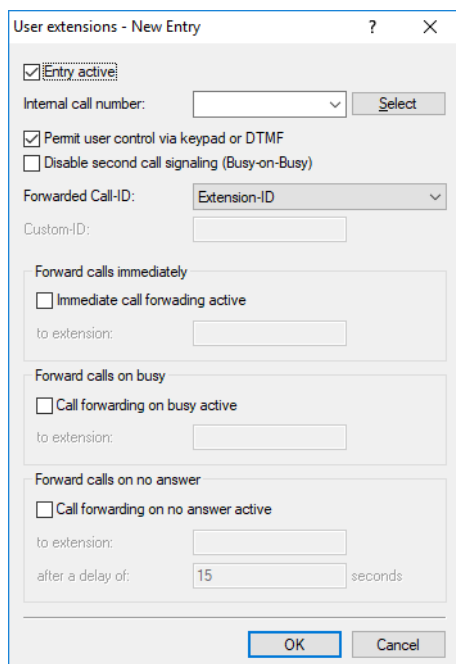 User extensions - New Entry ? ×
Entry active
Internal call number: Select
Permit user control via keypad or DTMF
Disable second call signaling (Busy-on-Busy)
Forwarded Call-ID: Extension-ID
Custom-ID:
Forward calls immediately
Immediate call forwading active
to extension:
Forward calls on busy
Call forwarding on busy active
to extension:
Forward calls on no answer
Call forwarding on no answer active
to extension:
after a delay of: 15 seconds
OK Cancel